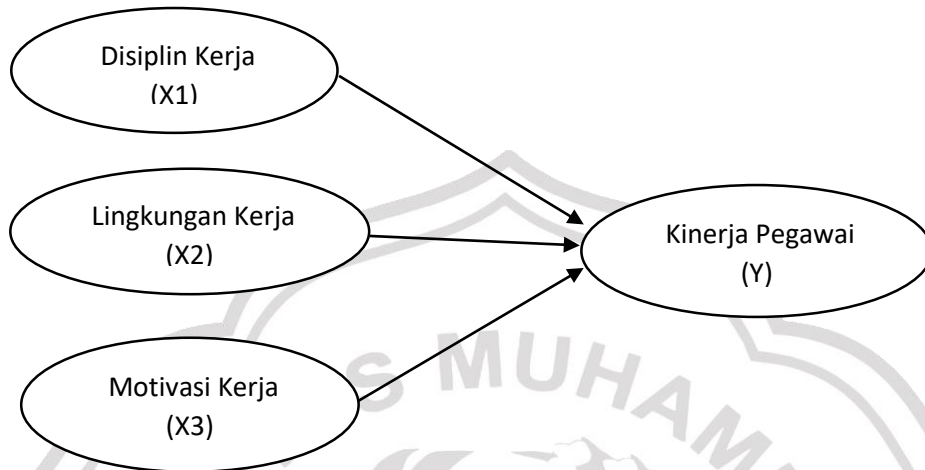 Disiplin Kerja
(X1)
Lingkungan Kerja
(X2)
Kinerja Pegawai
(Y)
Motivasi Kerja
(X3)
S MUHAM